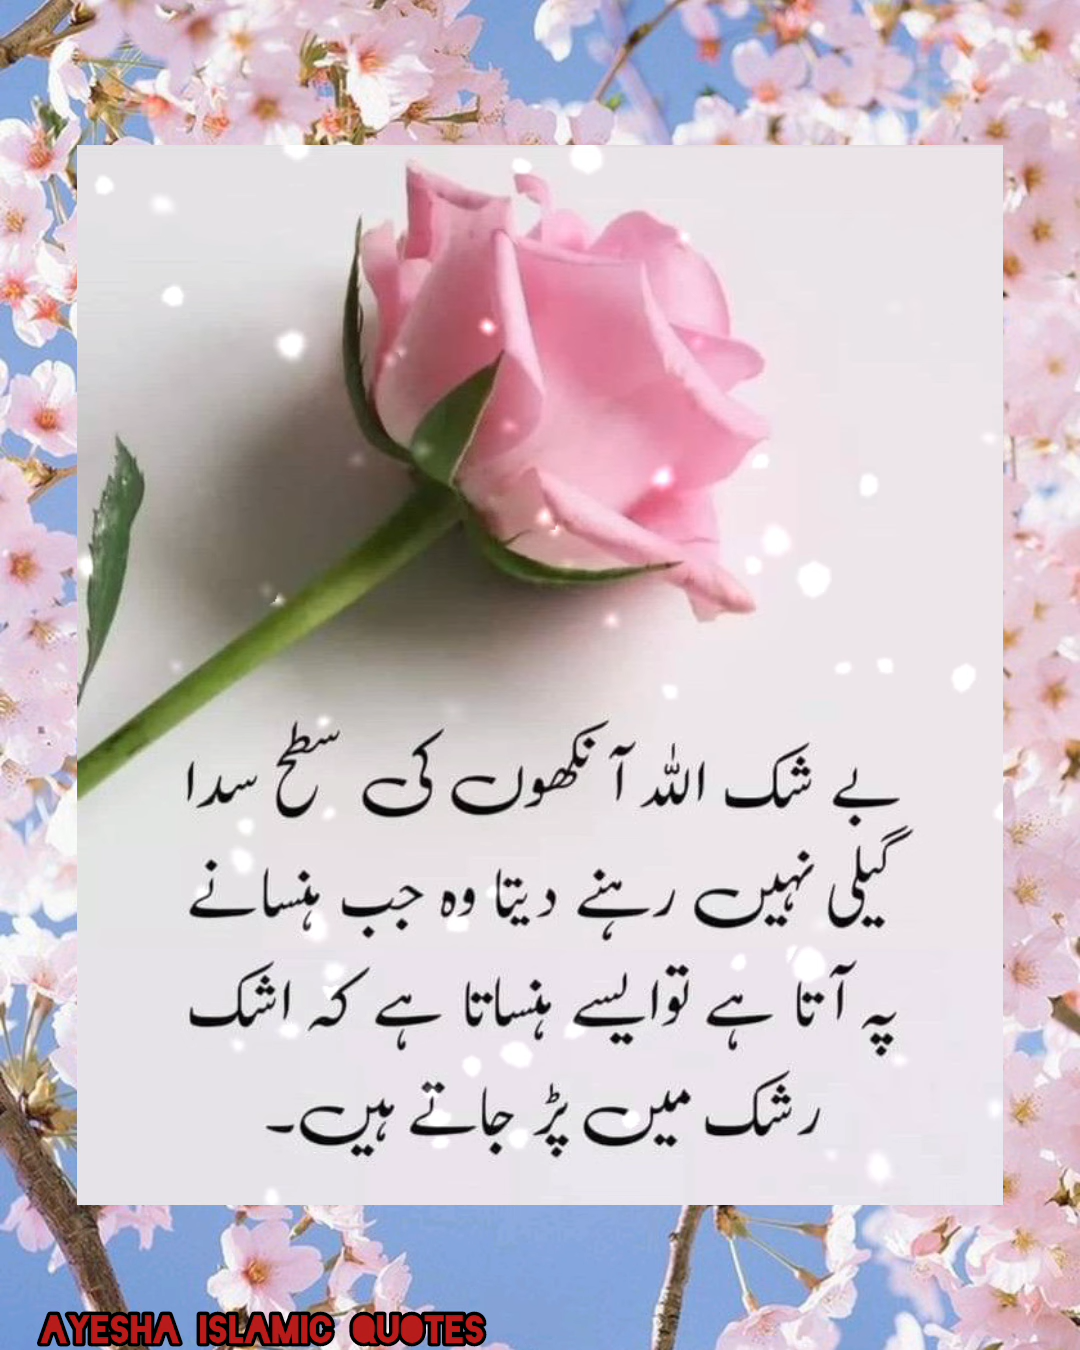 بے شک اللہ آنکھوں کی سطح سدا
گیلی نہیں رہنے دیتا وہ جب ہنسانے
پہ آتا ہے تو ایسے ہنساتا ہے کہ اشک
رشک میں پڑ جاتے ہیں۔
AYESHA ISLAMIC QUOTES